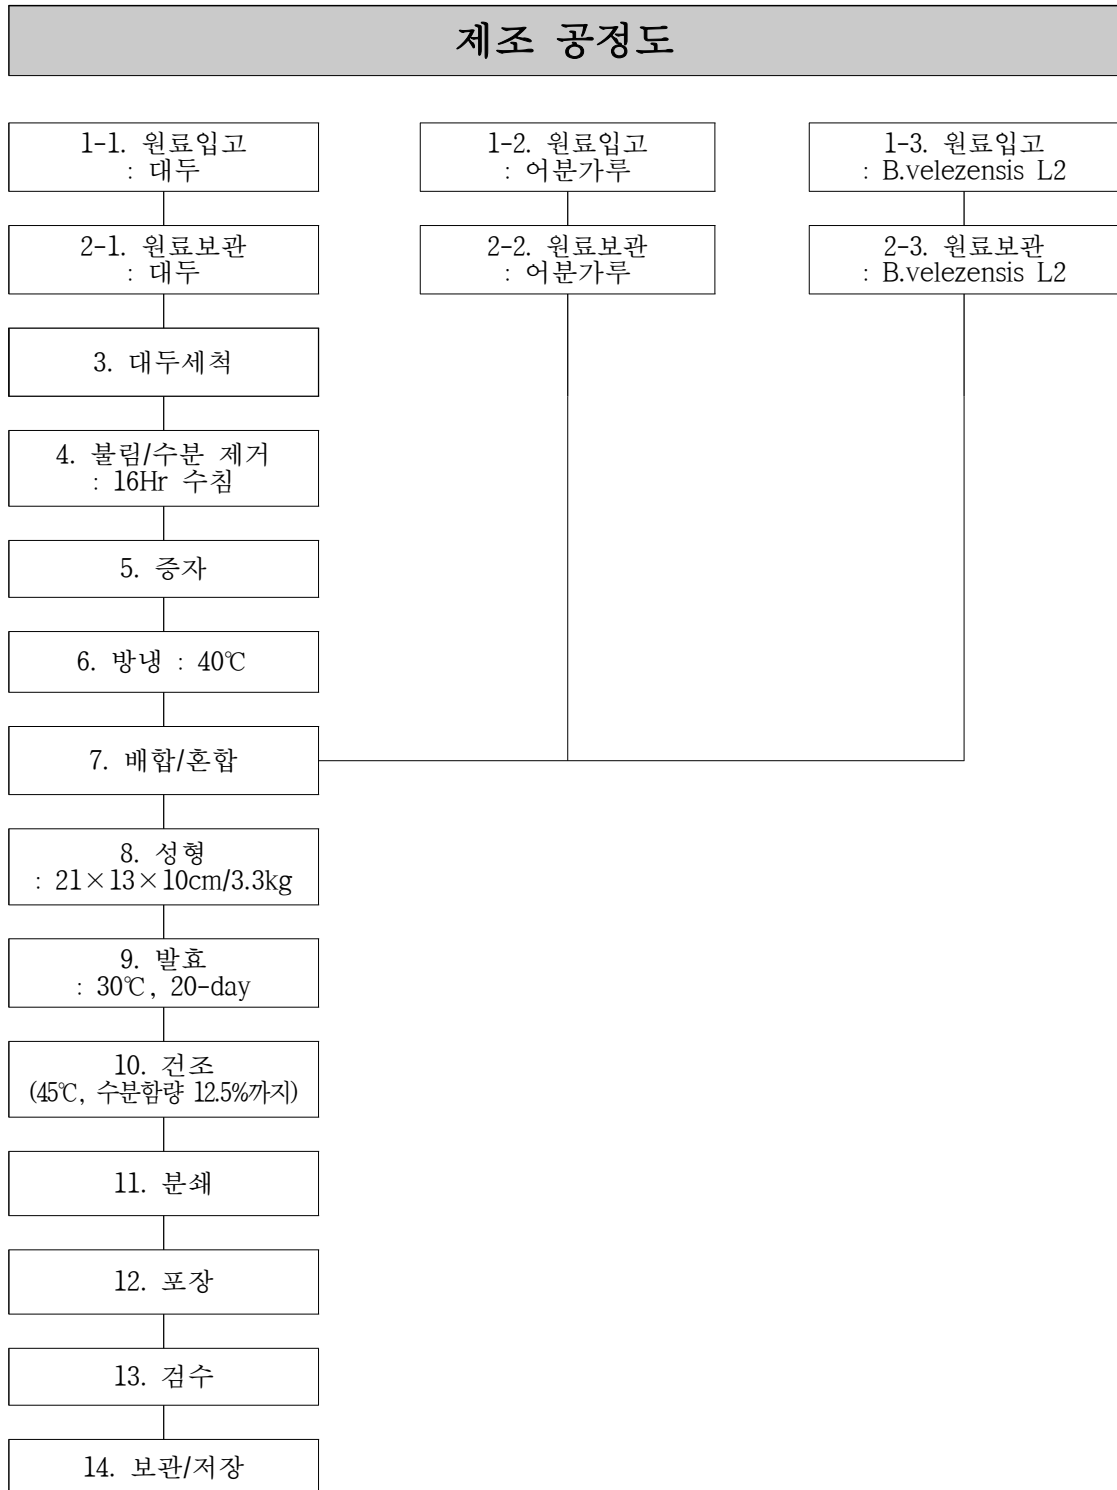 제조 공정도
1-1. 원료입고
: 대두
1-2. 원료입고
: 어분가루
1-3. 원료입고
: B.velezensis L2
2-1. 원료보관
: 대두
2-2. 원료보관
: 어분가루
2-3. 원료보관
: B.velezensis L2
3. 대두세척
4. 불림/수분 제거
: 16Hr 수침
5. 증자
6. 방냉 : 40℃
7. 배합/혼합
8. 성형
: 21×13×10cm/3.3kg
9. 발효
: 30℃, 20-day
10. 건조
(45℃, 수분함량 12.5%까지)
11. 분쇄
12. 포장
13. 검수
14. 보관/저장